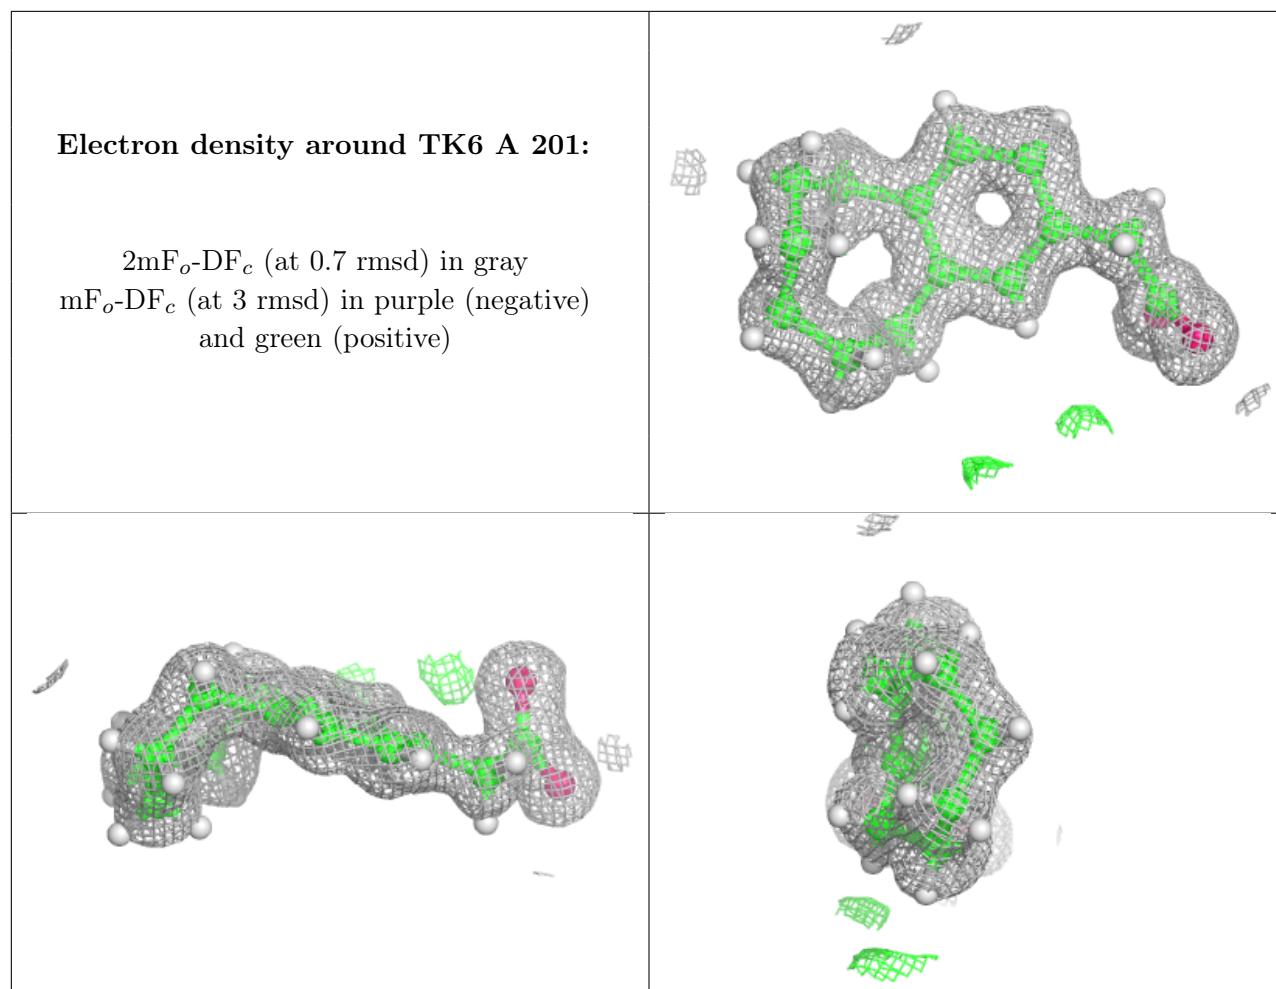 Electron density around TK6 A 201:
2mFo-DFc (at 0.7 rmsd) in gray
mFo-DFc (at 3 rmsd) in purple (negative)
and green (positive)